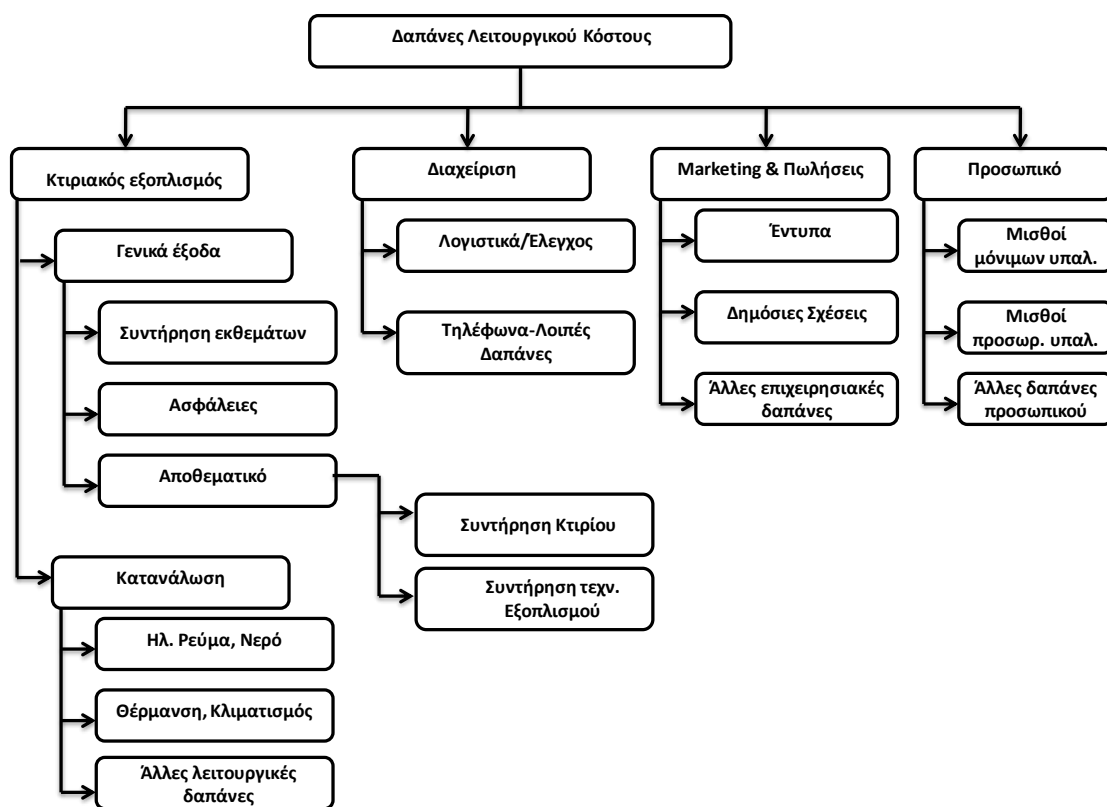 Δαπάνες Λειτουργικού Κόστους
Κτιριακός εξοπλισμός
Διαχείριση
Marketing & Πωλήσεις
Προσωπικό
Γενικά έξοδα
Συντήρηση εκθεμάτων
Ασφάλειες
Αποθεματικό
Συντήρηση Κτιρίου
Συντήρηση τεχν.
Εξοπλισμού
Κατανάλωση
Ηλ. Ρεύμα, Νερό
Θέρμανση, Κλιματισμός
Άλλες λειτουργικές
δαπάνες
Λογιστικά/Έλεγχος
Τηλέφωνα-Λοιπές
Δαπάνες
Έντυπα
Δημόσιες Σχέσεις
Άλλες επιχειρησιακές
δαπάνες
Μισθοί
μόνιμων υπαλ.
Μισθοί
προσωρ. υπαλ.
Άλλες δαπάνες
προσωπικού